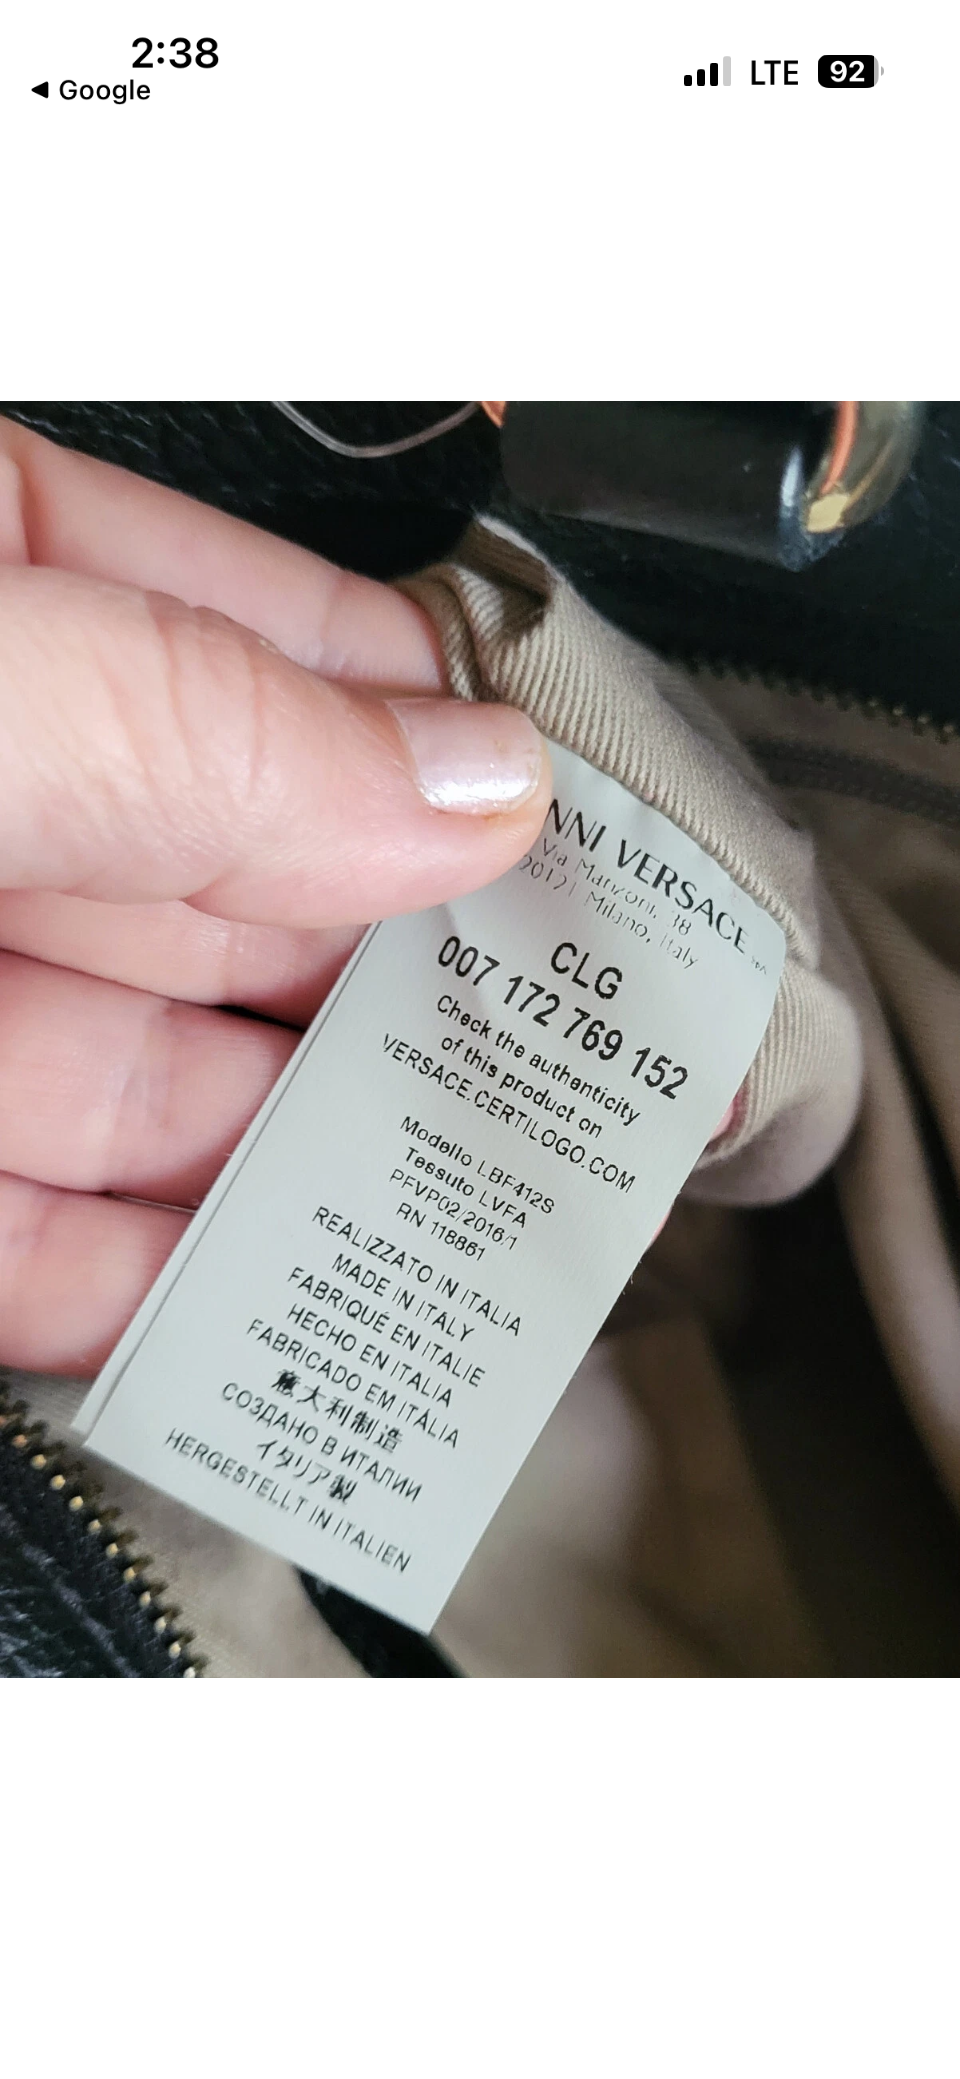 2:38
Google
LTE
92
NNI VERSACE SPA
Via Manzoni, 38
20121 Milano, Italy
CLG
007 172 769 152
Check the authenticity
of this product on
VERSACE.CERTILOGO.COM
Modello LBF412S
Tessuto LVFA
PFVP02/2016/1
RN 118861
REALIZZATO IN ITALIA
MADE IN ITALY
FABRIQUÉ EN ITALIE
HECHO EN ITALIA
FABRICADO EM ITÁLIA
意大利制造
СОЗДАНО В ИТАЛИИ
イタリア製
HERGESTELLT IN ITALIEN